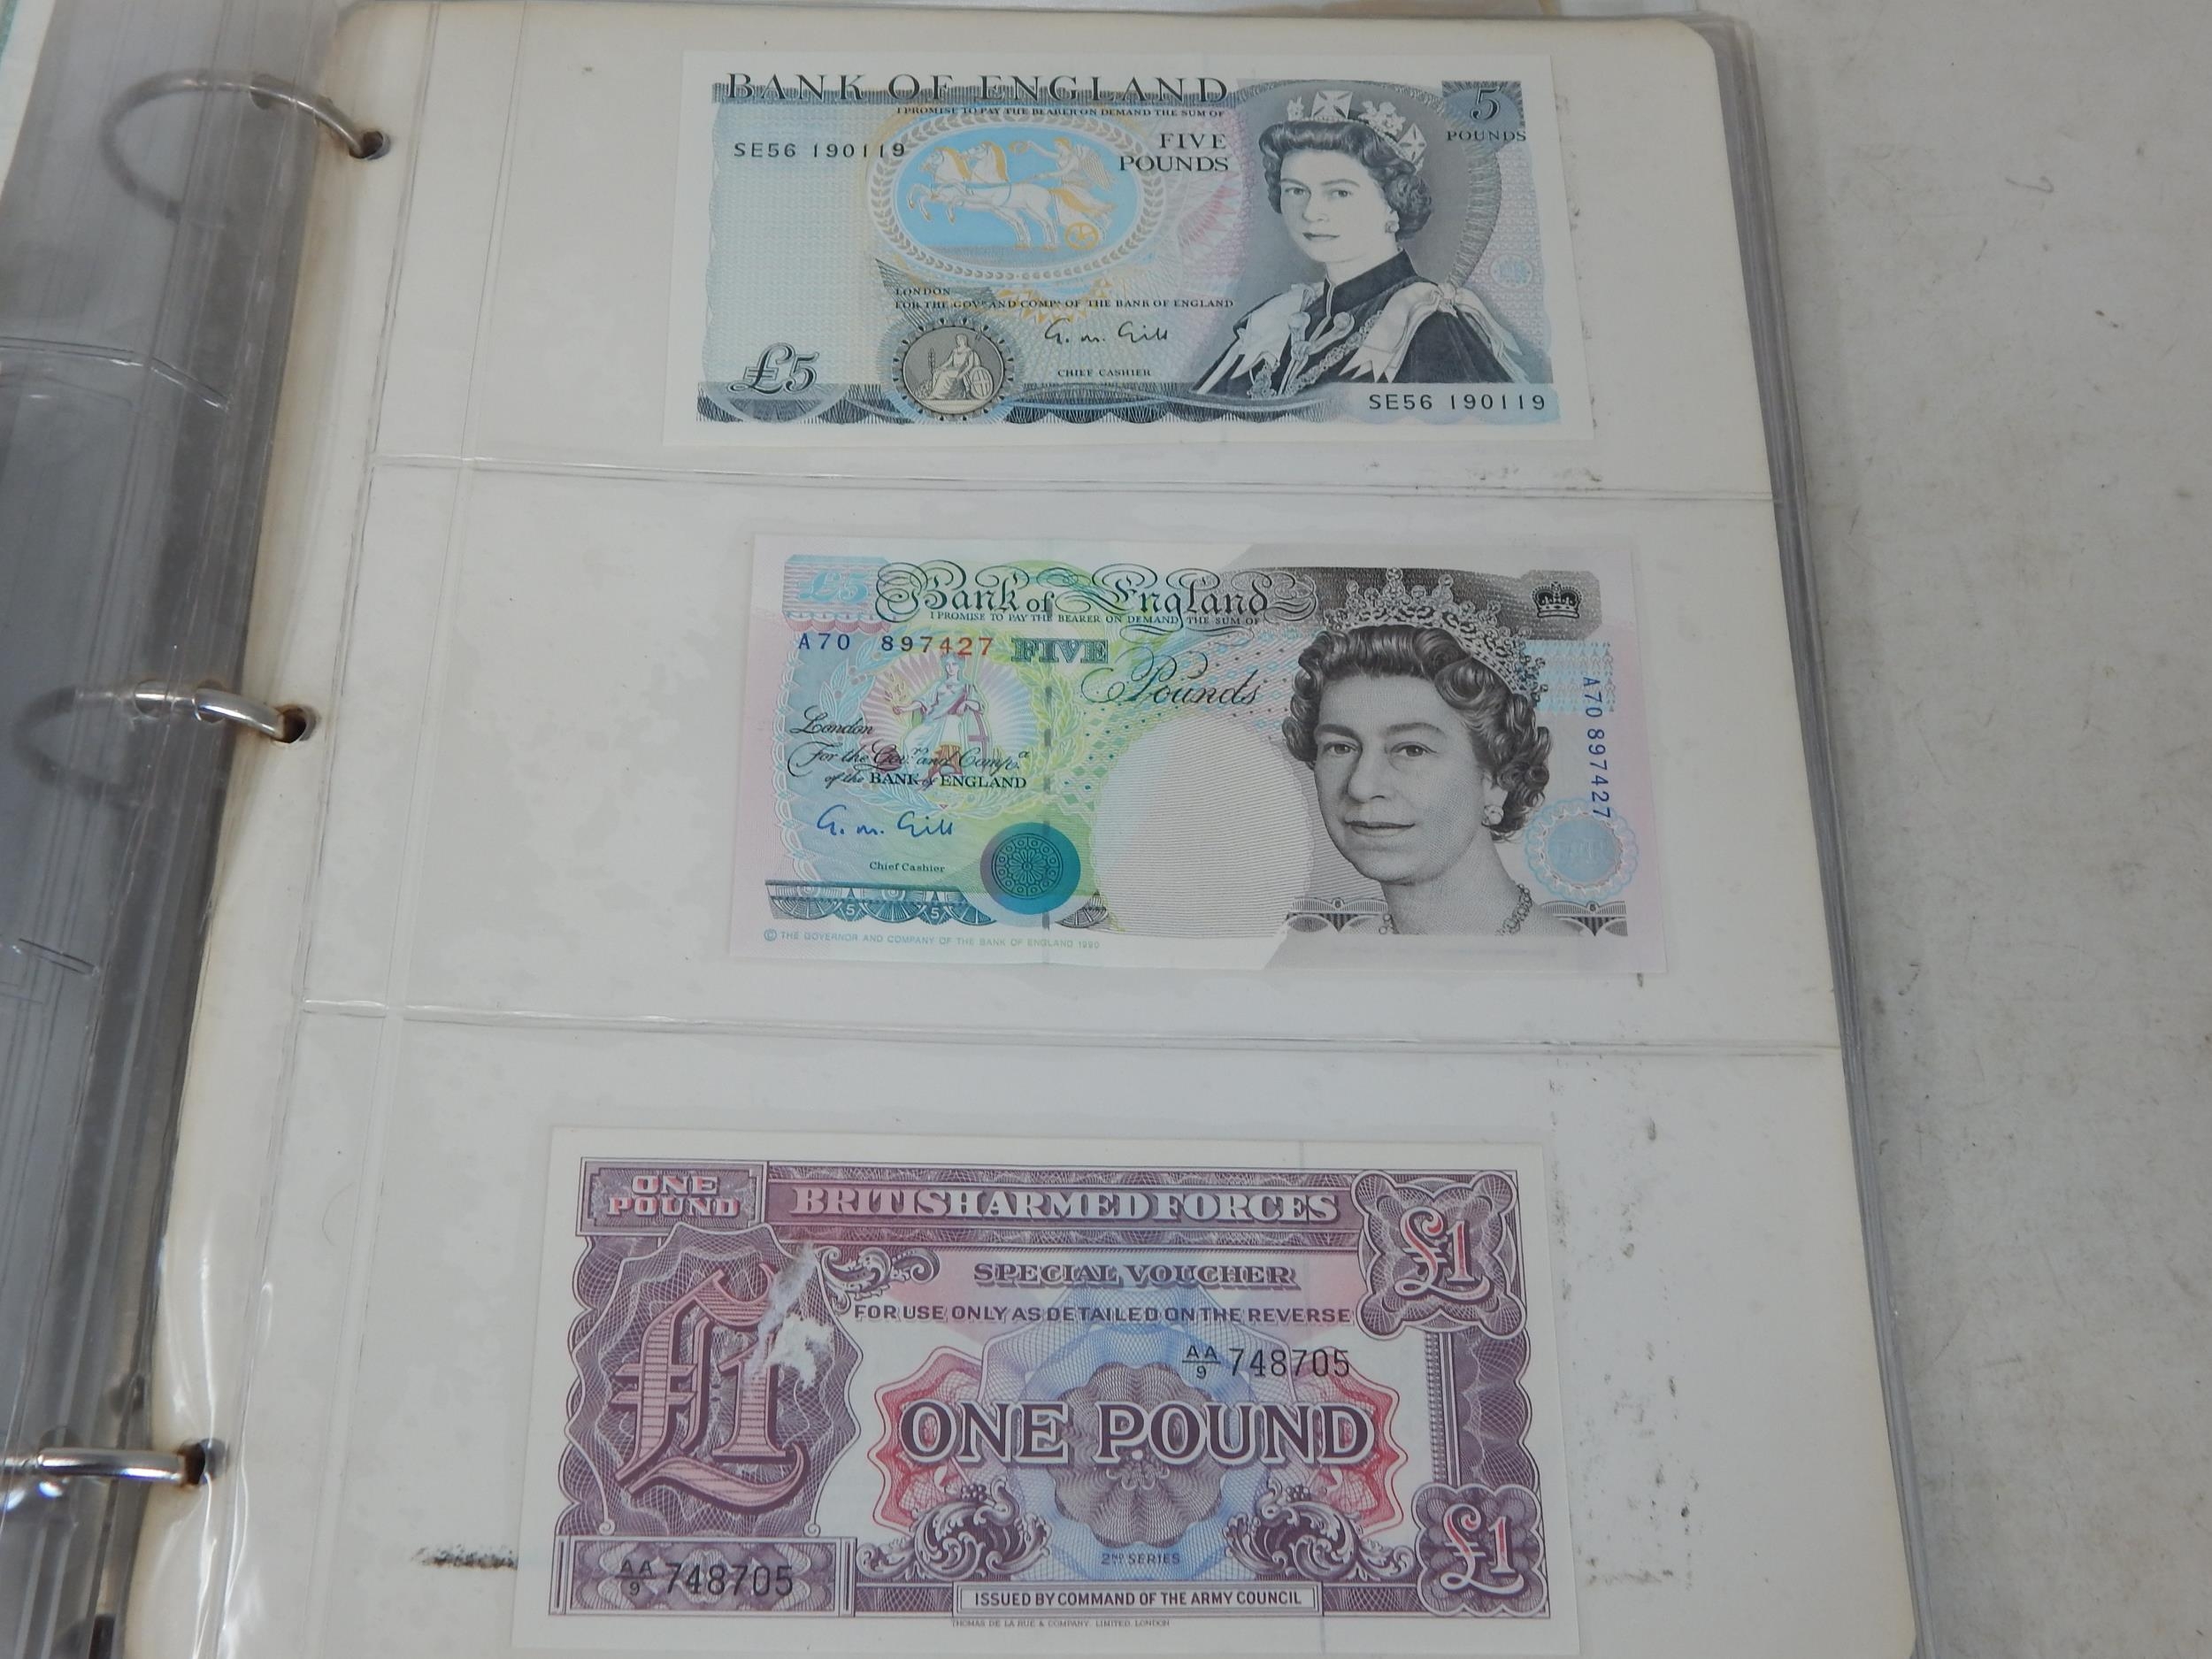 BANK OF ENGLAND
I PROMISE TO PAY THE BEARER ON DEMAND THE SUM OF
5
POUNDS
SE56 190119
FIVE
POUNDS
LONDON
FOR THE GOVR AND COMPA OF THE BANK OF ENGLAND
G. M. Gill
£5
CHIEF CASHIER
SE56 190119
£5
Bank of England
I PROMISE TO PAY THE BEARER ON DEMAND THE SUM OF
A70 897427 FIVE
Pounds
A70 897427
London
For the Govr. and Compa.
of the BANK of ENGLAND
G. M. Gill
Chief Cashier
5 5
© THE GOVERNOR AND COMPANY OF THE BANK OF ENGLAND 1990
ONE
POUND
BRITISH ARMED FORCES
£1
SPECIAL VOUCHER
FOR USE ONLY AS DETAILED ON THE REVERSE
AA/9 748705
£1
ONE POUND
2ND SERIES
£1
AA/9 748705
ISSUED BY COMMAND OF THE ARMY COUNCIL
THOMAS DE LA RUE & COMPANY, LIMITED, LONDON